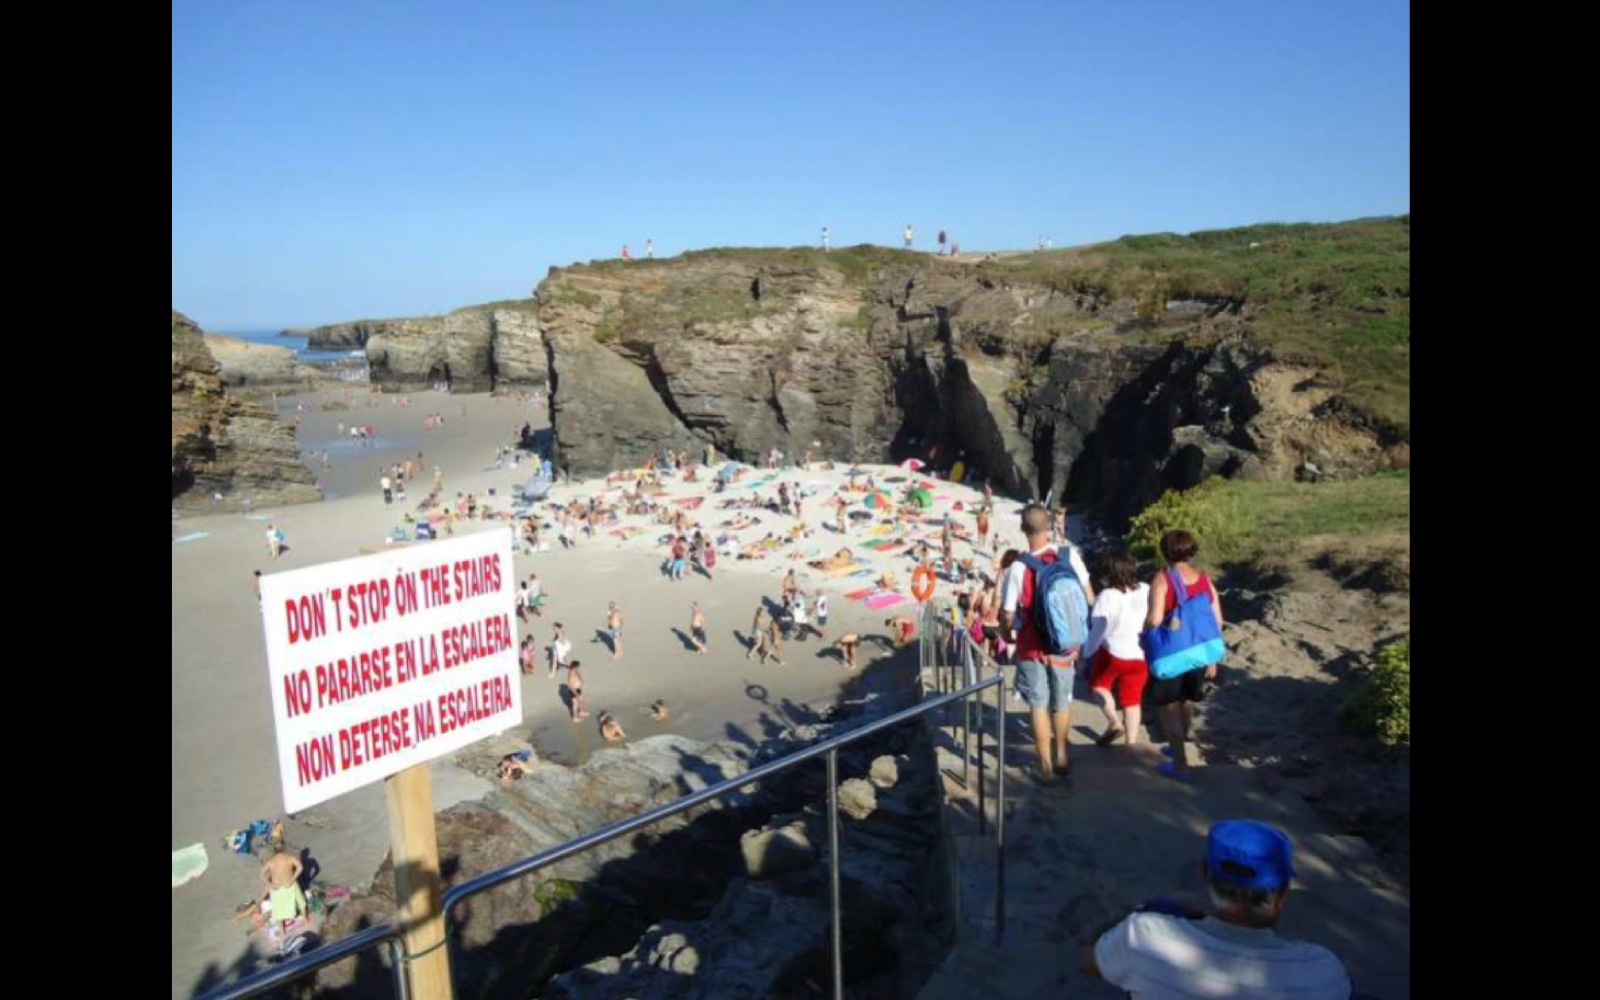 DON´T STOP ON THE STAIRS
NO PARARSE EN LA ESCALERA
NON DETERSE NA ESCALEIRA